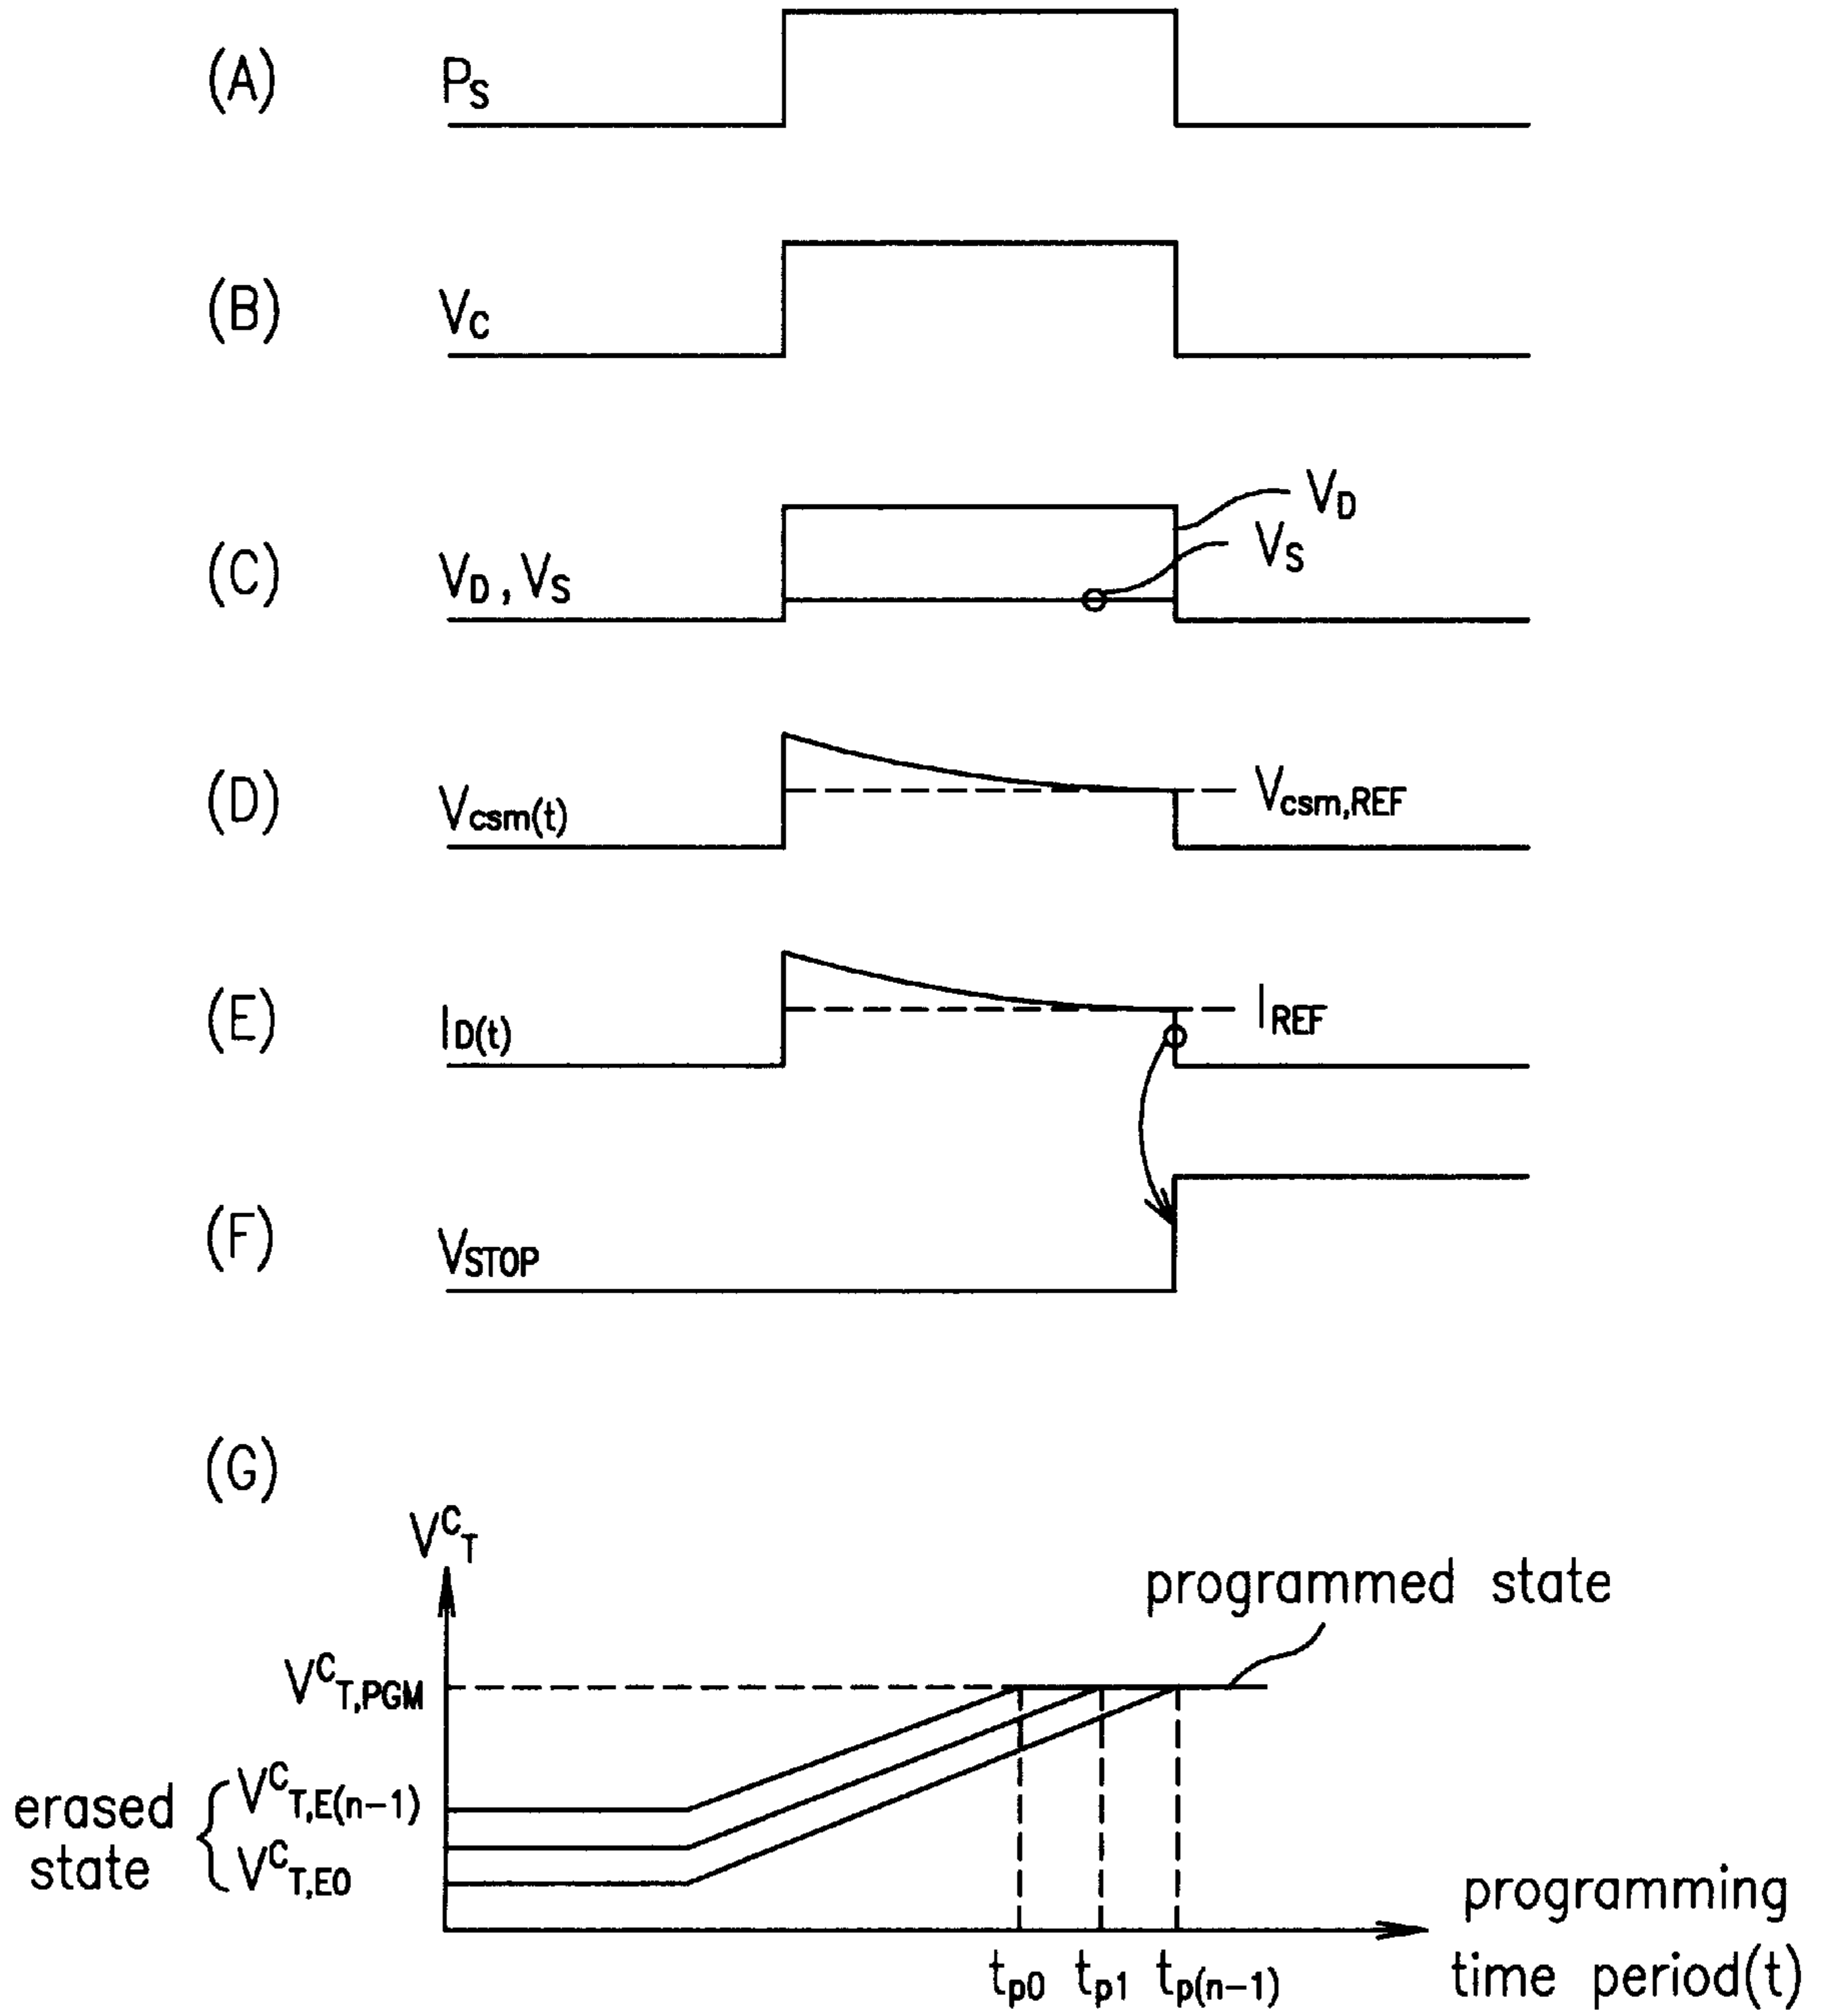 (A) PS
(B) VC
(C) VD, VS
VD
VS
(D) Vcsm(t)
Vcsm,REF
(E) ID(t)
IREF
(F) VSTOP
(G)
VCT
programmed state
VCT,PGM
erased state
VCT,E(n-1)
VCT,E0
tp0 tp1 tp(n-1)
programming
time period(t)